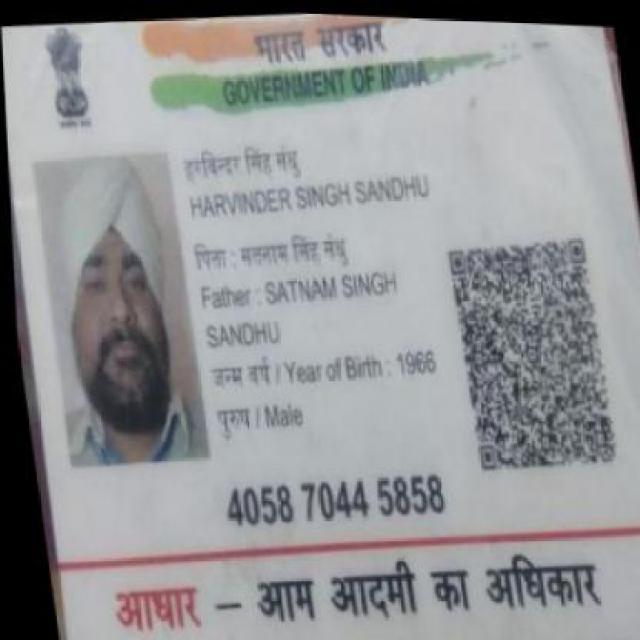 भारत सरकार
GOVERNMENT OF INDIA
हरबिन्दर सिंह संधु
HARVINDER SINGH SANDHU
पिता : सतनाम सिंह संधु
Father : SATNAM SINGH
SANDHU
जन्म वर्ष / Year of Birth : 1966
पुरुष / Male
4058 7044 5858
आधार – आम आदमी का अधिकार